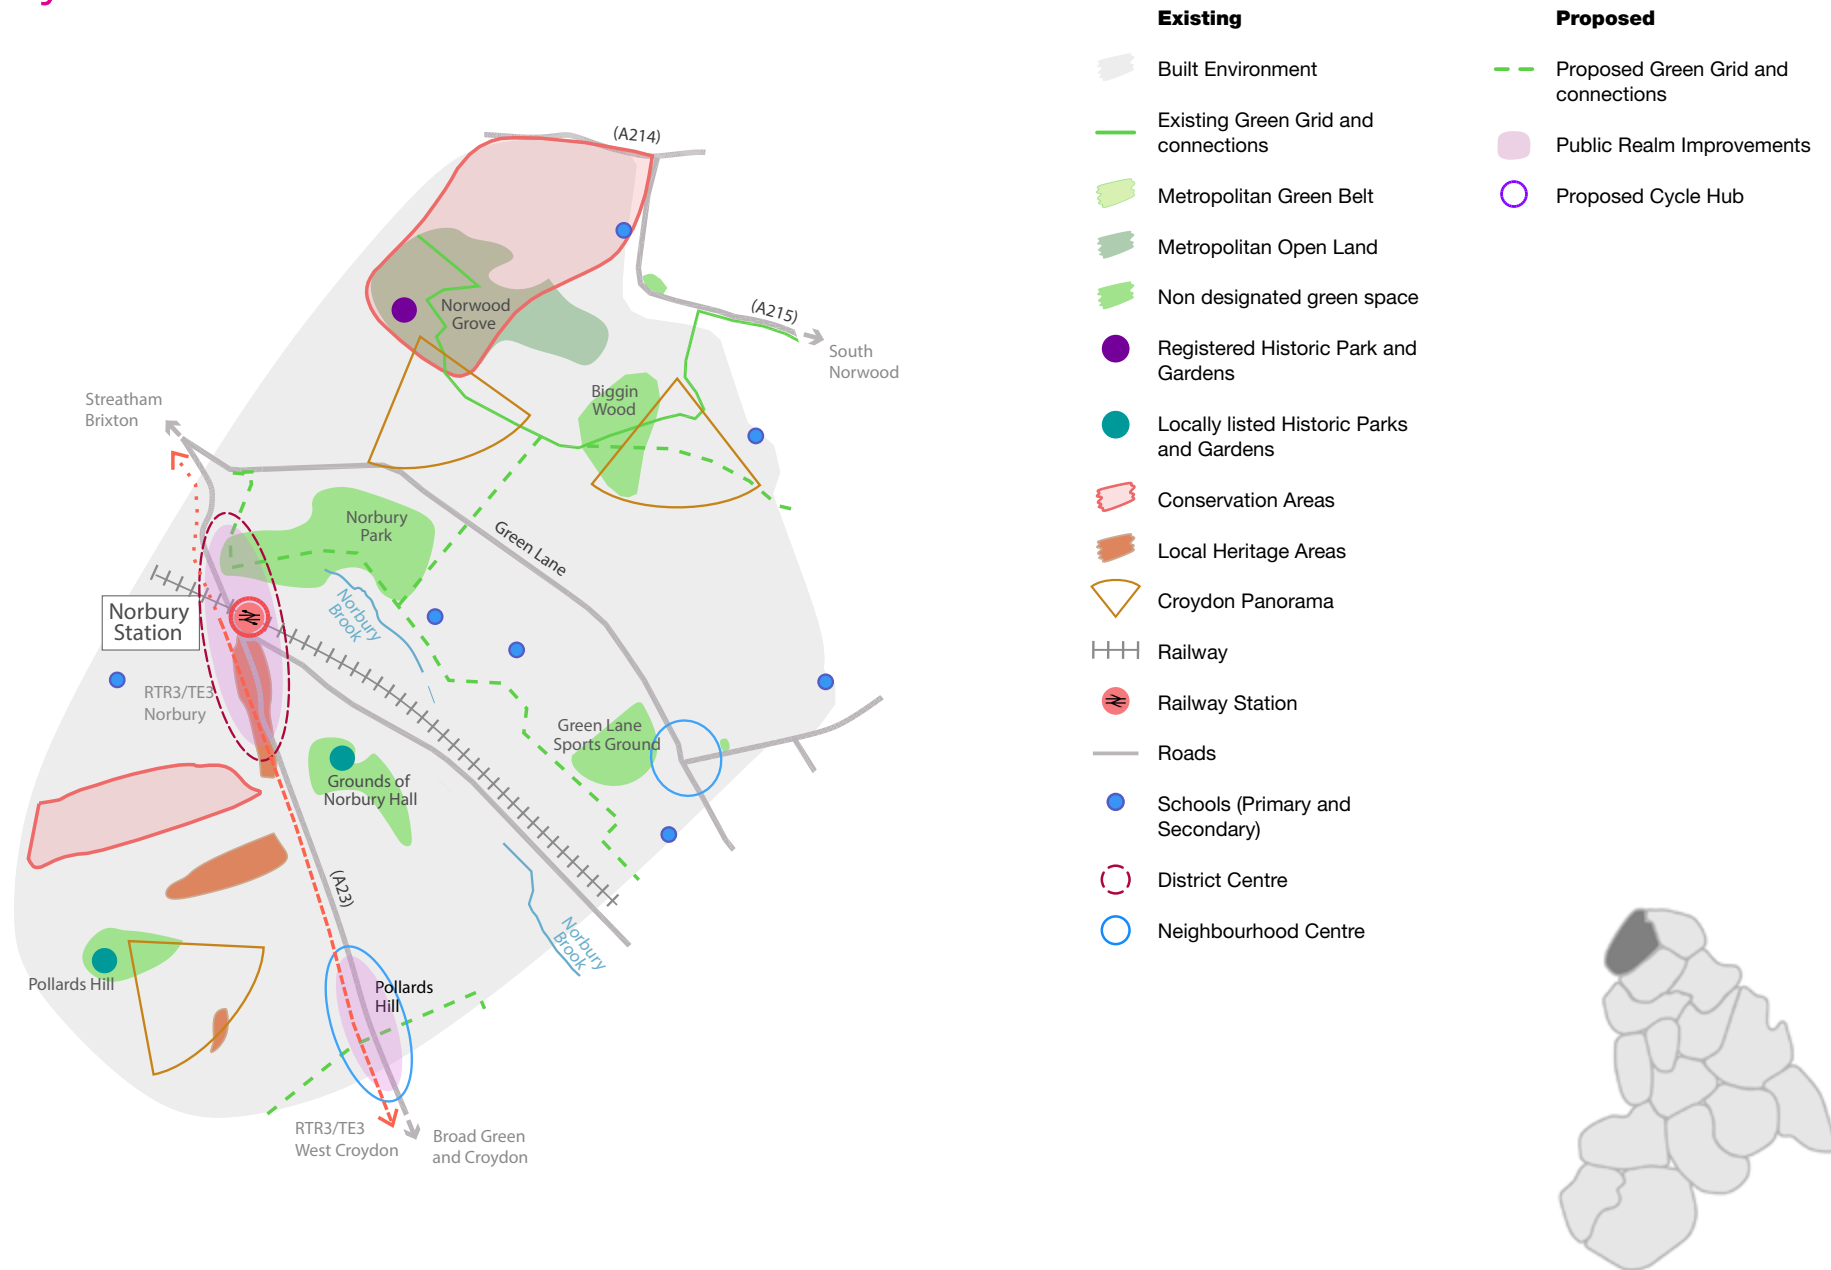 (A214)
(A215)
South
Norwood
Norwood
Grove
Biggin
Wood
Streatham
Brixton
Norbury
Park
Green Lane
Norbury
Brook
Norbury
Station
RTR3/TE3
Norbury
Green Lane
Sports Ground
Grounds of
Norbury Hall
(A23)
Norbury
Brook
Pollards Hill
Pollards
Hill
RTR3/TE3
West Croydon
Broad Green
and Croydon
Existing
Built Environment
Existing Green Grid and
connections
Metropolitan Green Belt
Metropolitan Open Land
Non designated green space
Registered Historic Park and
Gardens
Locally listed Historic Parks
and Gardens
Conservation Areas
Local Heritage Areas
Croydon Panorama
Railway
Railway Station
Roads
Schools (Primary and
Secondary)
District Centre
Neighbourhood Centre
Proposed
Proposed Green Grid and
connections
Public Realm Improvements
Proposed Cycle Hub